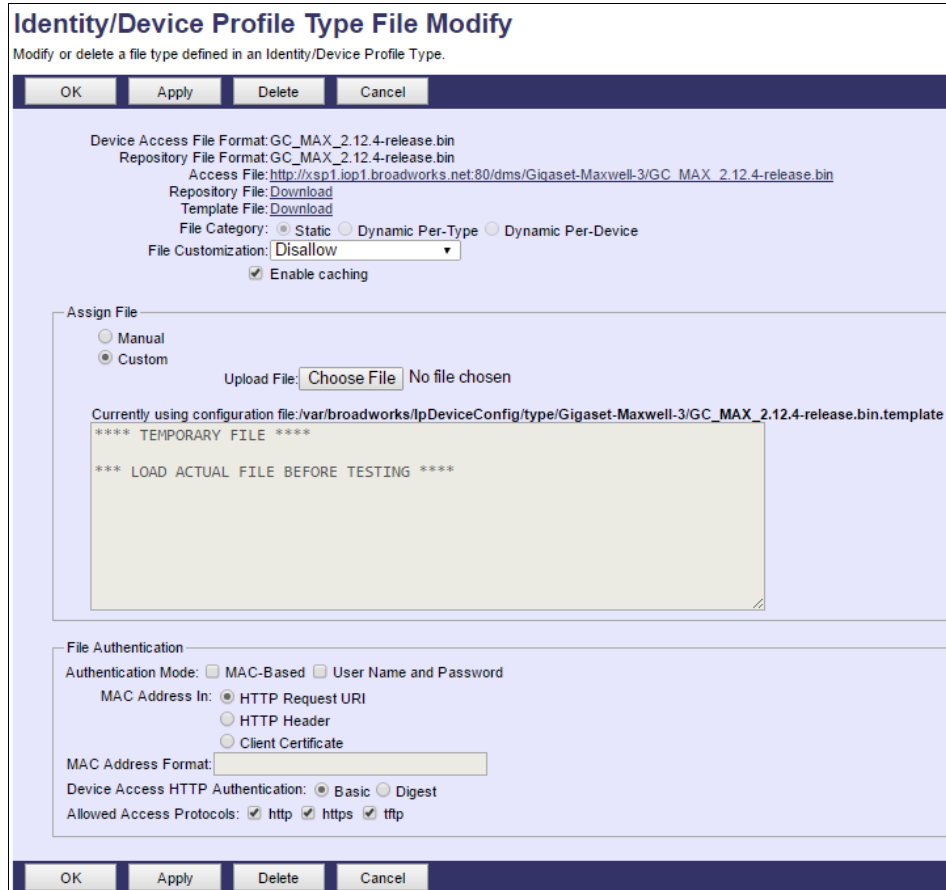 Identity/Device Profile Type File Modify
Modify or delete a file type defined in an Identity/Device Profile Type.
OK Apply Delete Cancel
Device Access File Format:GC_MAX_2.12.4-release.bin
Repository File Format:GC_MAX_2.12.4-release.bin
Access File:http://xsp1.iop1.broadworks.net:80/dms/Gigaset-Maxwell-3/GC_MAX_2.12.4-release.bin
Repository File:Download
Template File:Download
File Category: Static Dynamic Per-Type Dynamic Per-Device
File Customization: Disallow
Enable caching
Assign File
Manual
Custom
Upload File: Choose File No file chosen
Currently using configuration file:/var/broadworks/IpDeviceConfig/type/Gigaset-Maxwell-3/GC_MAX_2.12.4-release.bin.template
**** TEMPORARY FILE ****
*** LOAD ACTUAL FILE BEFORE TESTING ****
File Authentication
Authentication Mode: MAC-Based User Name and Password
MAC Address In: HTTP Request URI
HTTP Header
Client Certificate
MAC Address Format:
Device Access HTTP Authentication: Basic Digest
Allowed Access Protocols: http https tftp
OK Apply Delete Cancel